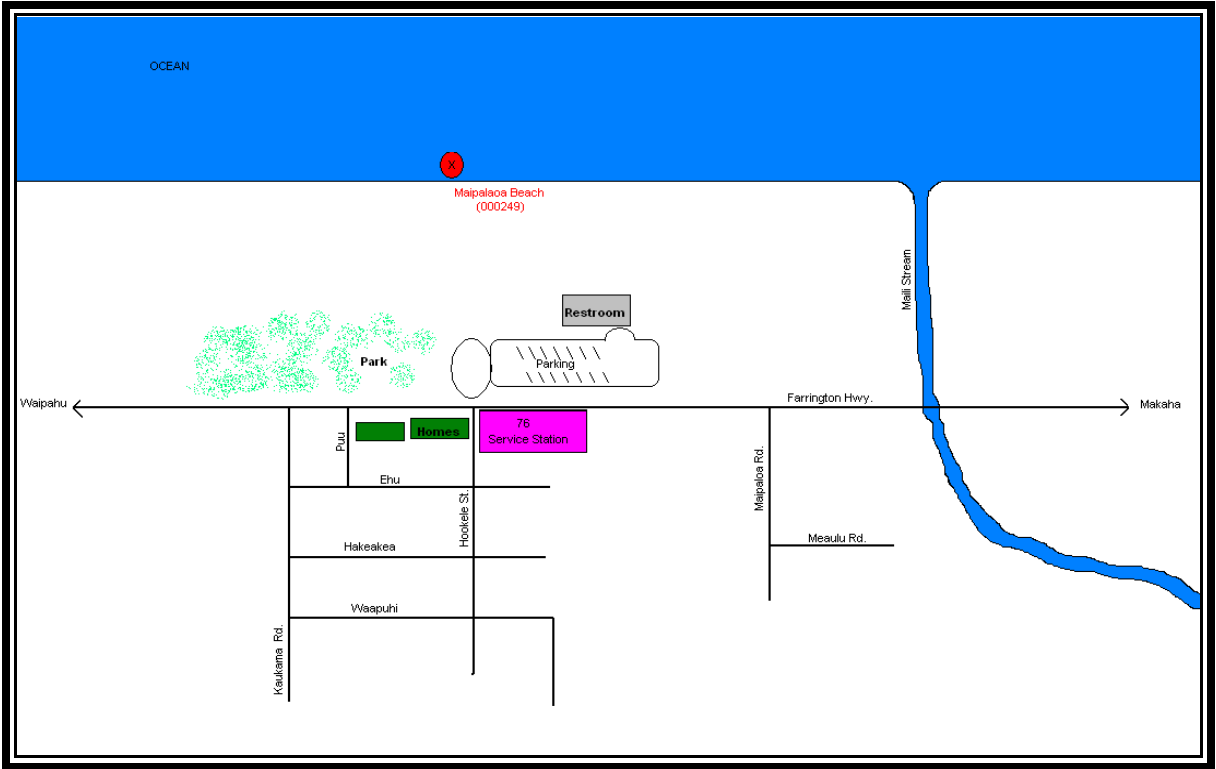 OCEAN
X
Maipalaoa Beach
(000249)
Maili Stream
Restroom
Park
Parking
Waipahu
Farrington Hwy.
Makaha
Puu
Homes
76
Service Station
Maipaloa Rd.
Ehu
Hookele St.
Hakeakea
Meaulu Rd.
Waapuhi
Kaukama Rd.